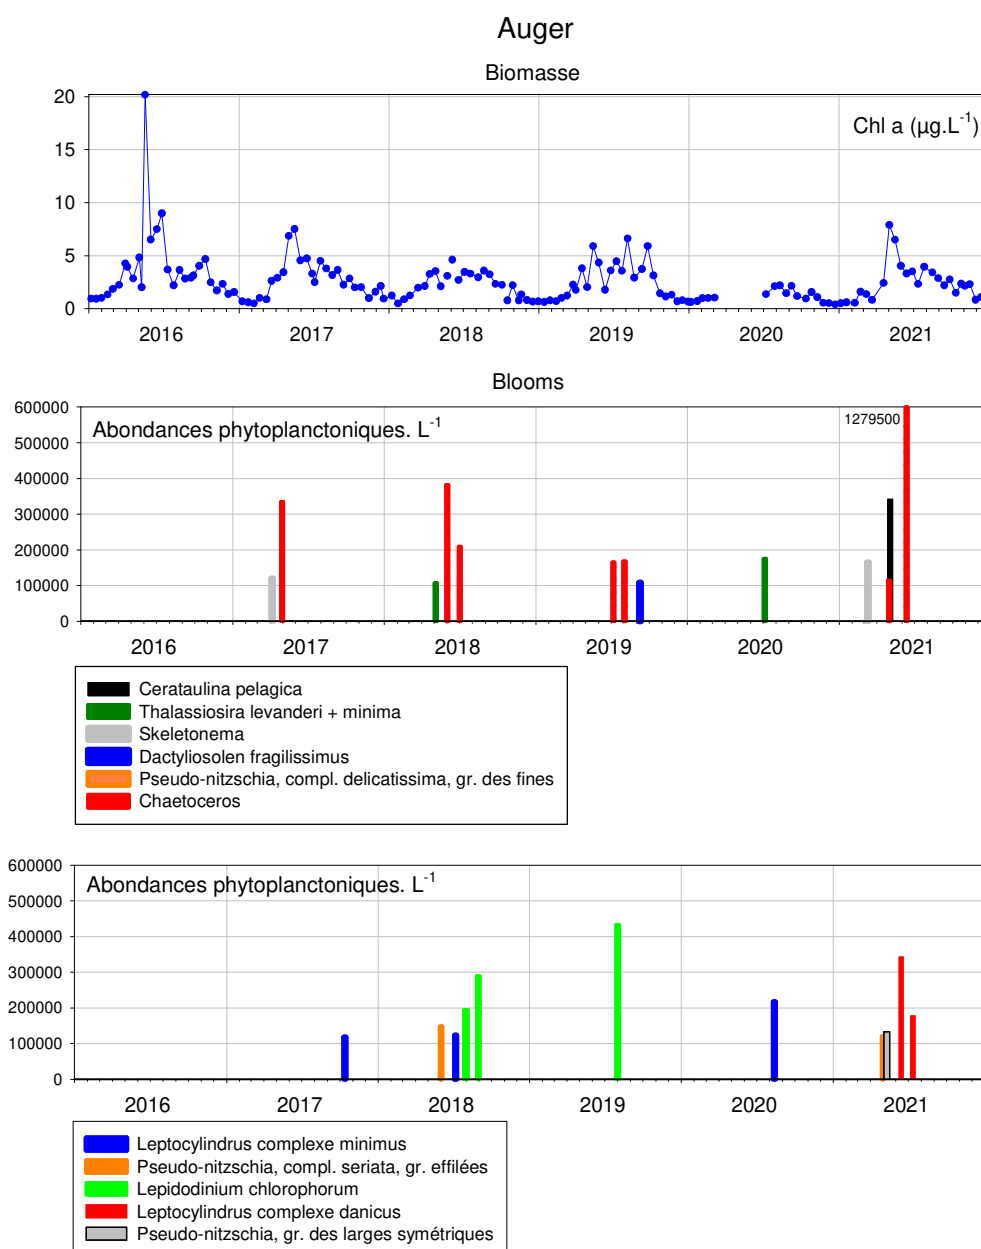 Auger
Biomasse
Chl a (µg.L-1)
20
15
10
5
0
2016 2017 2018 2019 2020 2021
Blooms
Abondances phytoplanctoniques. L-1
1279500
600000
500000
400000
300000
200000
100000
0
2016 2017 2018 2019 2020 2021
Cerataulina pelagica
Thalassiosira levanderi + minima
Skeletonema
Dactyliosolen fragilissimus
Pseudo-nitzschia, compl. delicatissima, gr. des fines
Chaetoceros
Abondances phytoplanctoniques. L-1
600000
500000
400000
300000
200000
100000
0
2016 2017 2018 2019 2020 2021
Leptocylindrus complexe minimus
Pseudo-nitzschia, compl. seriata, gr. effilées
Lepidodinium chlorophorum
Leptocylindrus complexe danicus
Pseudo-nitzschia, gr. des larges symétriques